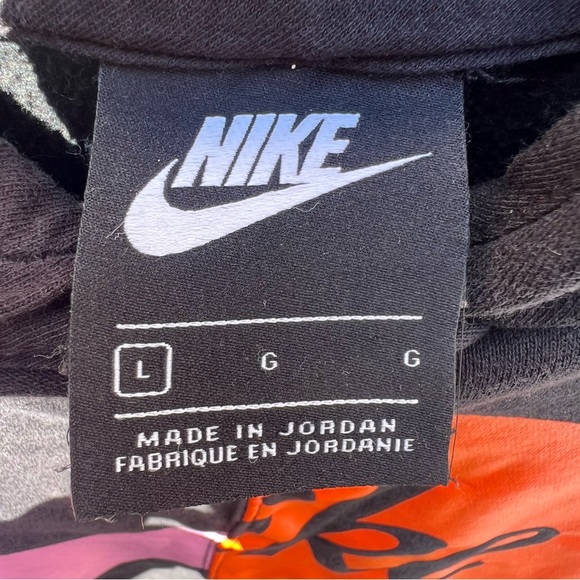 NIKE
L G G
MADE IN JORDAN
FABRIQUE EN JORDANIE